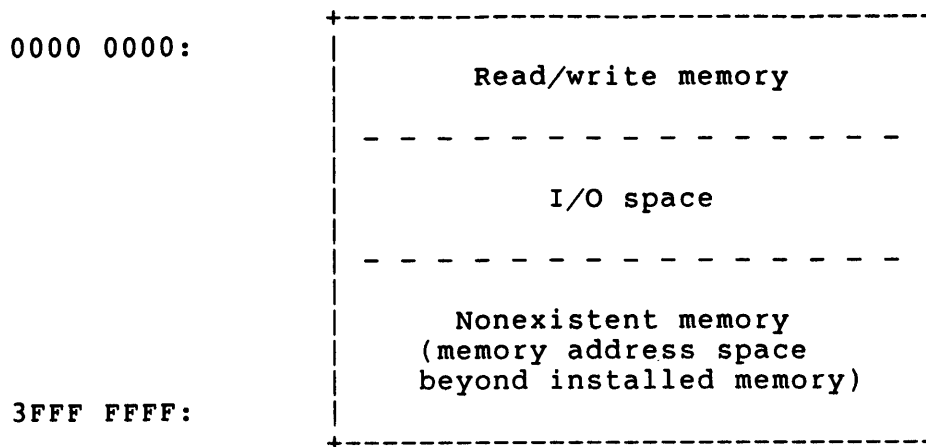 0000 0000:
Read/write memory
I/O space
Nonexistent memory
(memory address space
beyond installed memory)
3FFF FFFF: